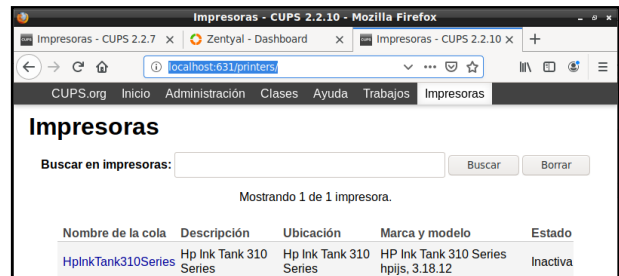 Impresoras - CUPS 2.2.10 - Mozilla Firefox
Impresoras - CUPS 2.2.7 Zentyal - Dashboard Impresoras - CUPS 2.2.10
localhost:631/printers/
CUPS.org Inicio Administración Clases Ayuda Trabajos Impresoras
Impresoras
Buscar en impresoras: Buscar Borrar
Mostrando 1 de 1 impresora.
Nombre de la cola Descripción Ubicación Marca y modelo Estado
HpInkTank310Series Hp Ink Tank 310 Series Hp Ink Tank 310 Series HP Ink Tank 310 Series hpijs, 3.18.12 Inactiva